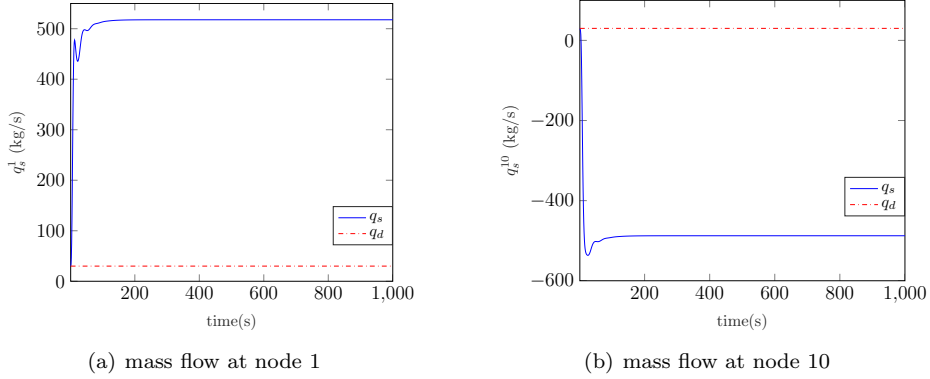 500
400
300
200
100
0
200
400
600
800
1,000
q_s^1 (kg/s)
time(s)
q_s
q_d
(a) mass flow at node 1
0
−200
−400
−600
200
400
600
800
1,000
q_s^10 (kg/s)
time(s)
q_s
q_d
(b) mass flow at node 10